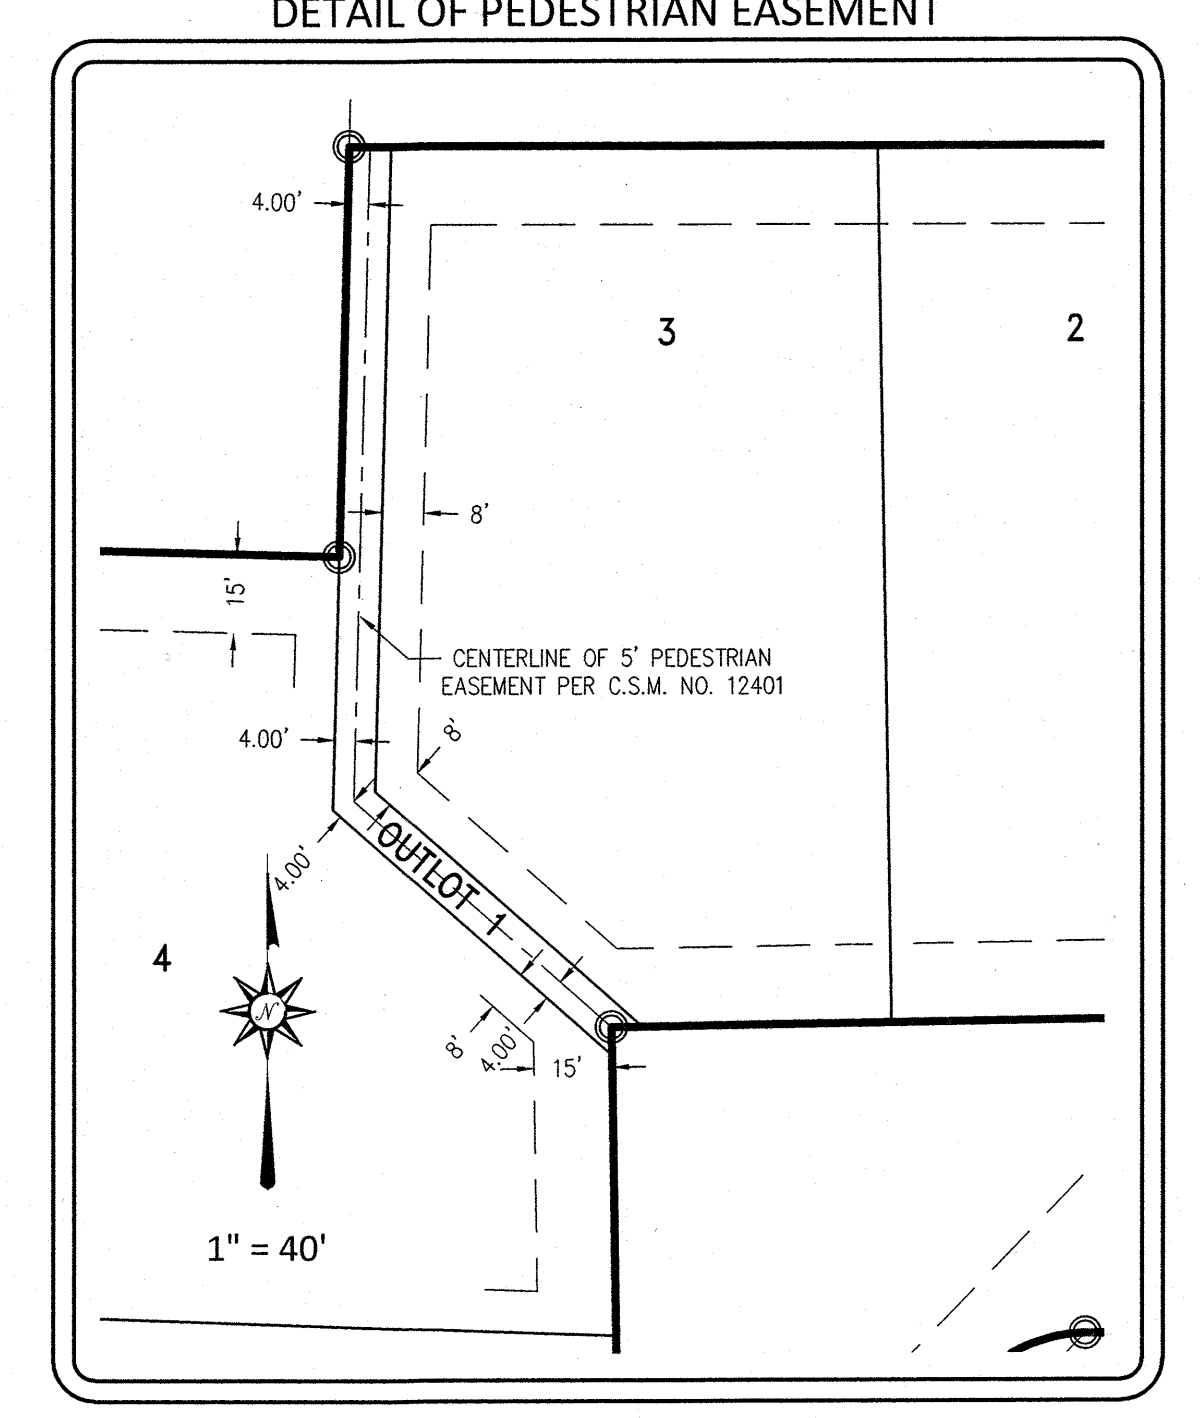 DETAIL OF PEDESTRIAN EASEMENT
4.00'
3
2
8'
15'
CENTERLINE OF 5' PEDESTRIAN
EASEMENT PER C.S.M. NO. 12401
8'
4.00'
OUTLOT 1
4.00'
4
N
8'
4.00'
15'
1" = 40'